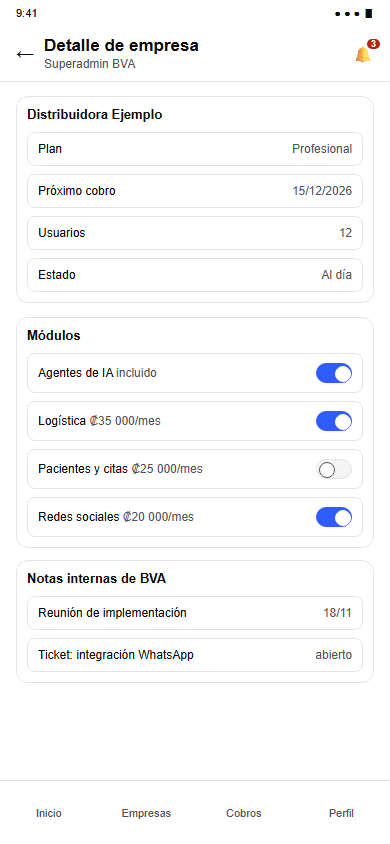 9:41
Detalle de empresa
Superadmin BVA
3
Distribuidora Ejemplo
Plan Profesional
Próximo cobro 15/12/2026
Usuarios 12
Estado Al día
Módulos
Agentes de IA incluido
Logística ₡35 000/mes
Pacientes y citas ₡25 000/mes
Redes sociales ₡20 000/mes
Notas internas de BVA
Reunión de implementación 18/11
Ticket: integración WhatsApp abierto
Inicio Empresas Cobros Perfil